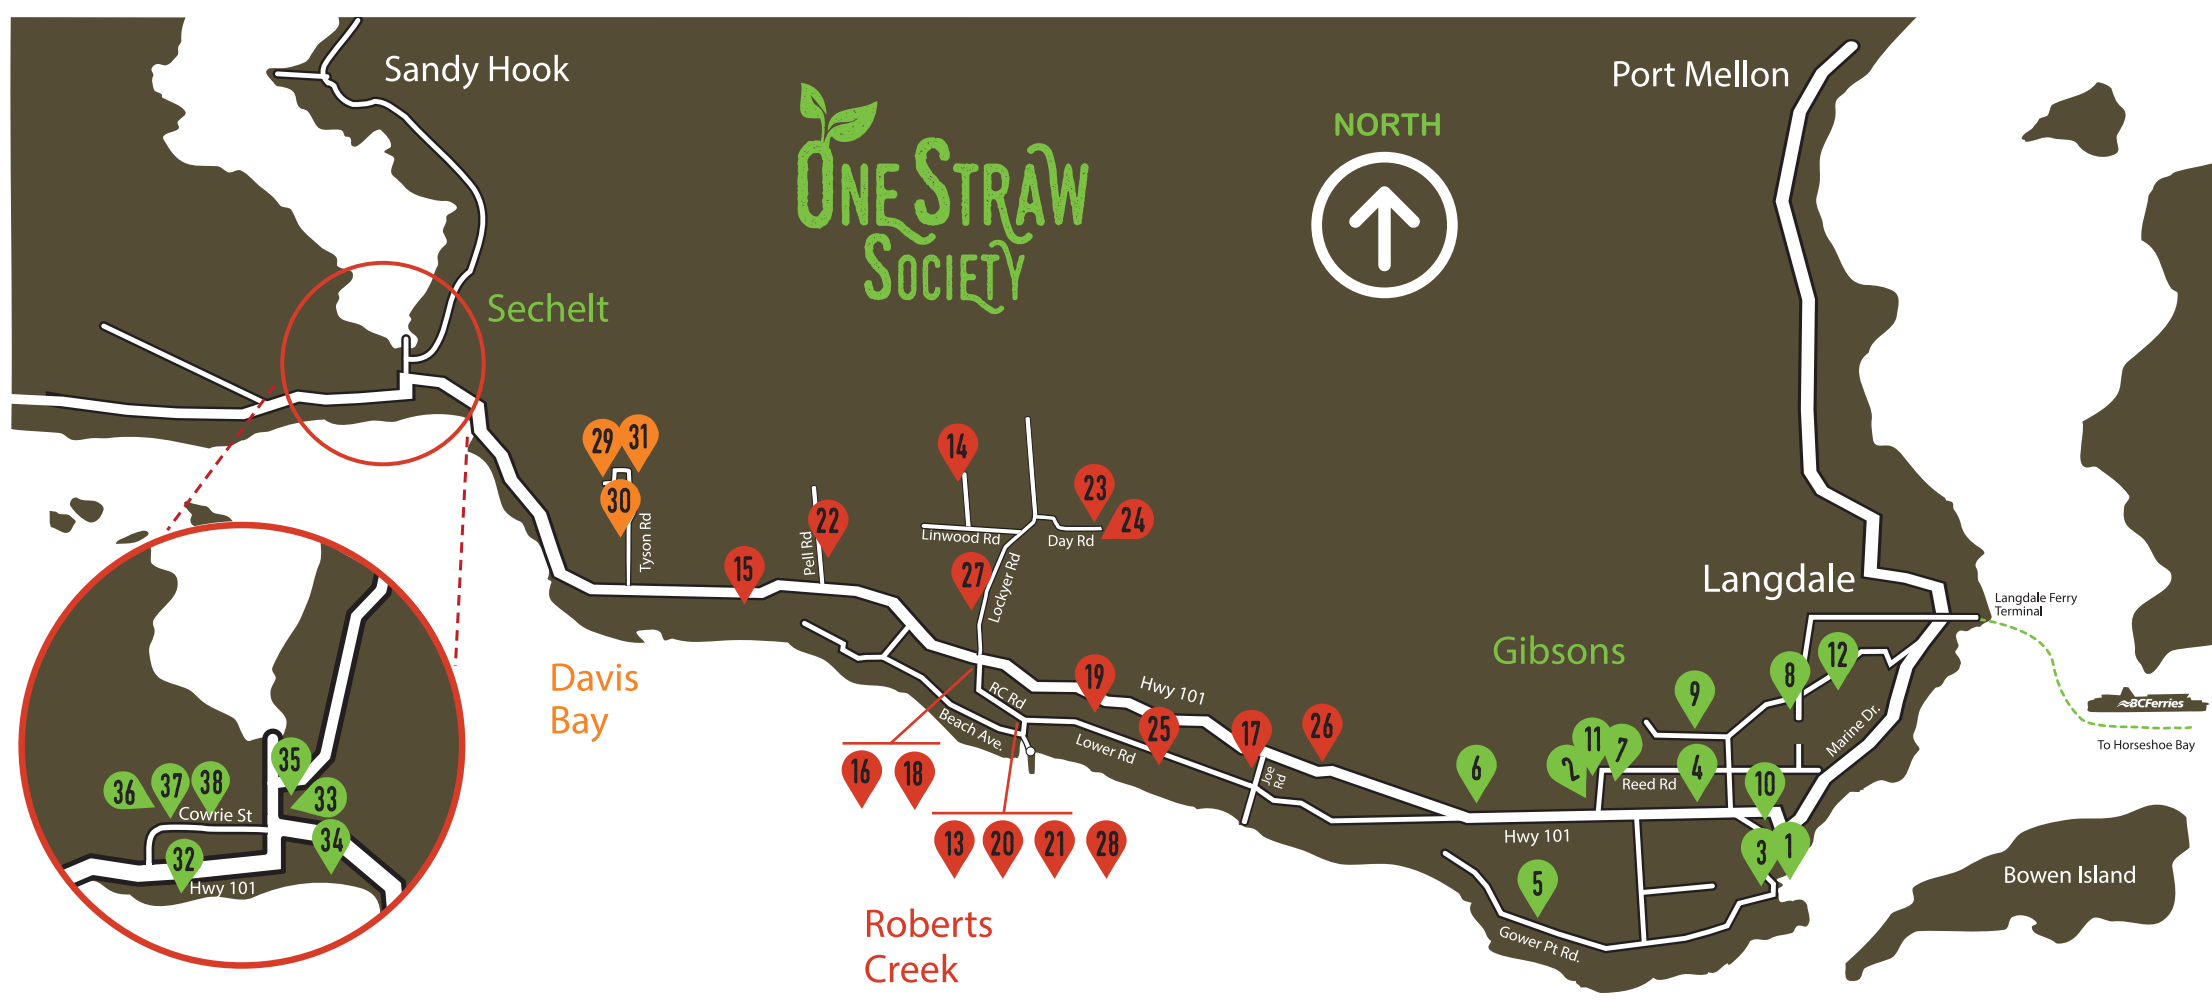 Sandy Hook
Port Mellon
NORTH
ONE STRAW
SOCIETY
Sechelt
29
31
30
14
23
24
22
Tyson Rd
Pell Rd
15
Linwood Rd
Day Rd
27
Lockyer Rd
Langdale
Langdale Ferry
Terminal
Gibsons
Davis
Bay
19
Hwy 101
RC Rd
Beach Ave.
Lower Rd
25
17
26
Joe
Rd
16
18
13
20
21
28
Roberts
Creek
6
2
11
7
9
4
8
12
10
Reed Rd
Marine Dr.
Hwy 101
3
1
5
Gower Pt Rd.
BCFerries
To Horseshoe Bay
Bowen Island
35
36
37
38
33
Cowrie St
34
32
Hwy 101